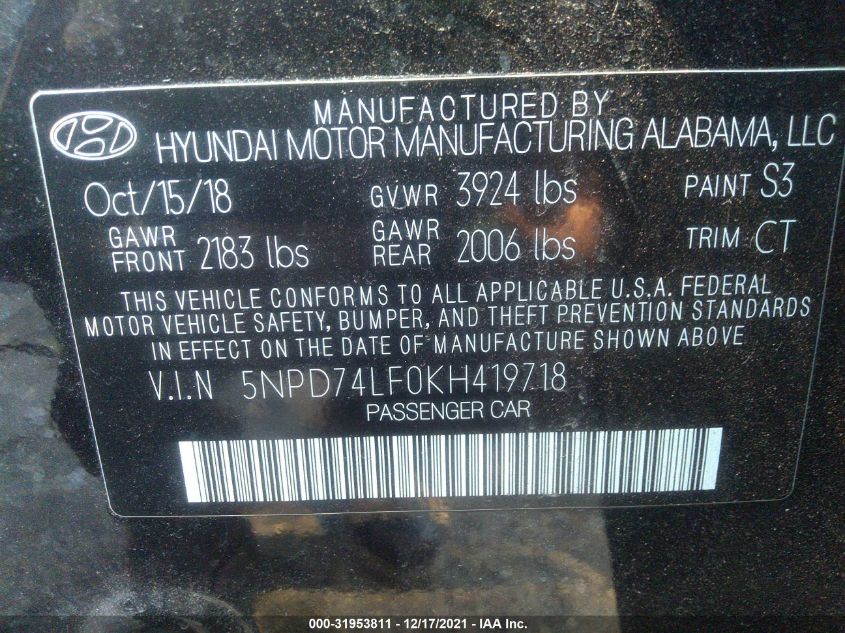 MANUFACTURED BY
HYUNDAI MOTOR MANUFACTURING ALABAMA, LLC
Oct/15/18 GVWR 3924 lbs PAINT S3
GAWR FRONT 2183 lbs GAWR REAR 2006 lbs TRIM CT
THIS VEHICLE CONFORMS TO ALL APPLICABLE U.S.A. FEDERAL
MOTOR VEHICLE SAFETY, BUMPER, AND THEFT PREVENTION STANDARDS
IN EFFECT ON THE DATE OF MANUFACTURE SHOWN ABOVE
V.I.N 5NPD74LF0KH419718
PASSENGER CAR
000-31953811 - 12/17/2021 - IAA Inc.